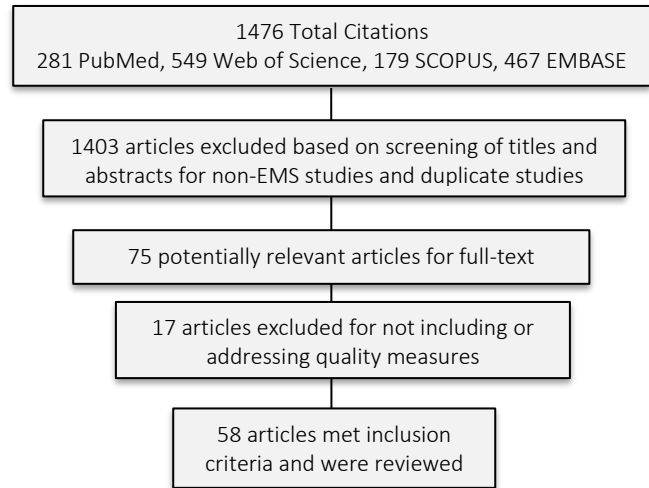 1476 Total Citations
281 PubMed, 549 Web of Science, 179 SCOPUS, 467 EMBASE
1403 articles excluded based on screening of titles and
abstracts for non-EMS studies and duplicate studies
75 potentially relevant articles for full-text
17 articles excluded for not including or
addressing quality measures
58 articles met inclusion
criteria and were reviewed